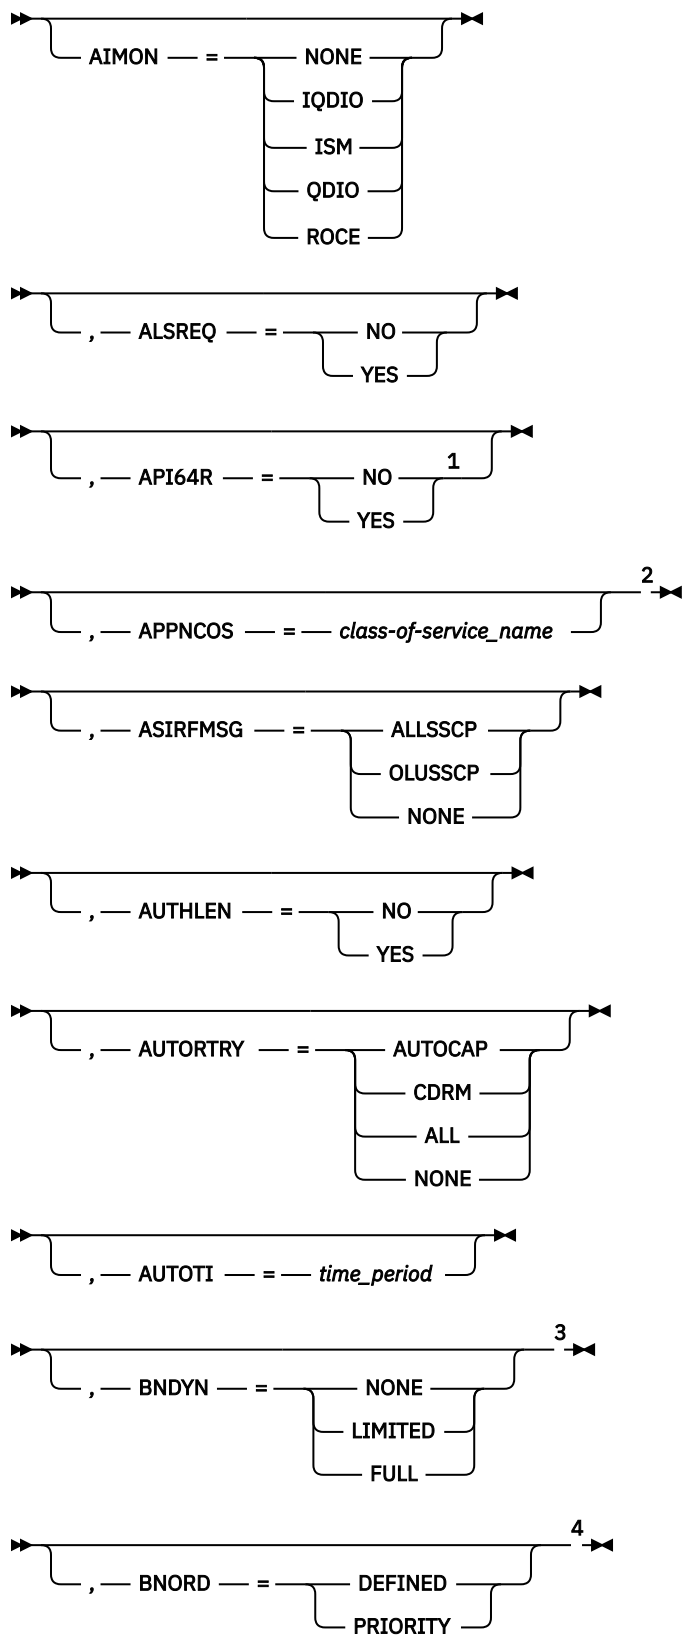 AIMON = NONE
IQDIO
ISM
QDIO
ROCE
, ALSREQ = NO
YES
, API64R = NO 1
YES
2
, APPNCOS = class-of-service_name
, ASIRFMSG = ALLSSCP
OLUSSCP
NONE
, AUTHLEN = NO
YES
, AUTORTRY = AUTOCAP
CDRM
ALL
NONE
, AUTOTI = time_period
3
, BNDYN = NONE
LIMITED
FULL
4
, BNORD = DEFINED
PRIORITY